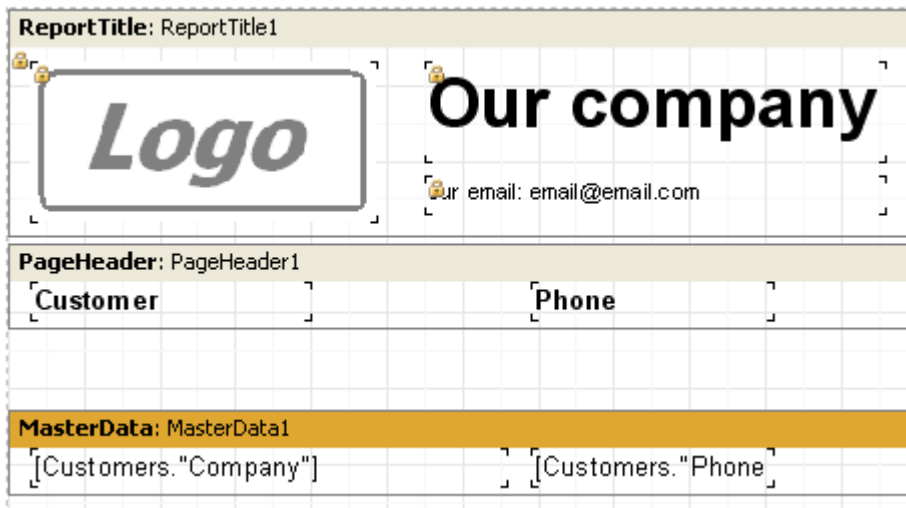 ReportTitle: ReportTitle1
Logo
Our company
ur email: email@email.com
PageHeader: PageHeader1
Customer Phone
MasterData: MasterData1
[Customers."Company"] [Customers."Phone